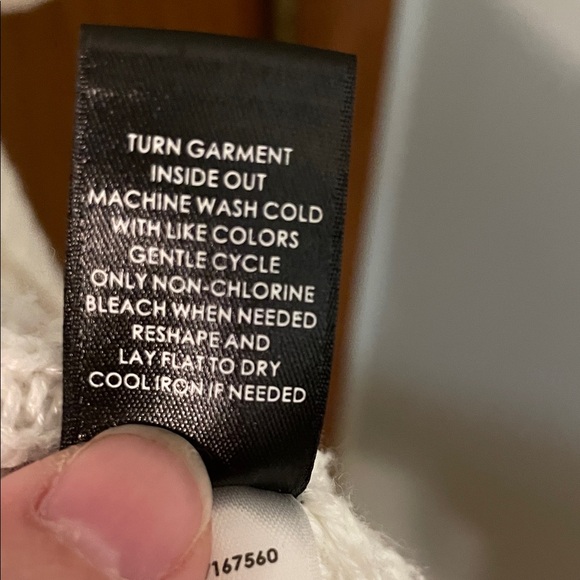 TURN GARMENT
INSIDE OUT
MACHINE WASH COLD
WITH LIKE COLORS
GENTLE CYCLE
ONLY NON-CHLORINE
BLEACH WHEN NEEDED
RESHAPE AND
LAY FLAT TO DRY
COOL IRON IF NEEDED
167560